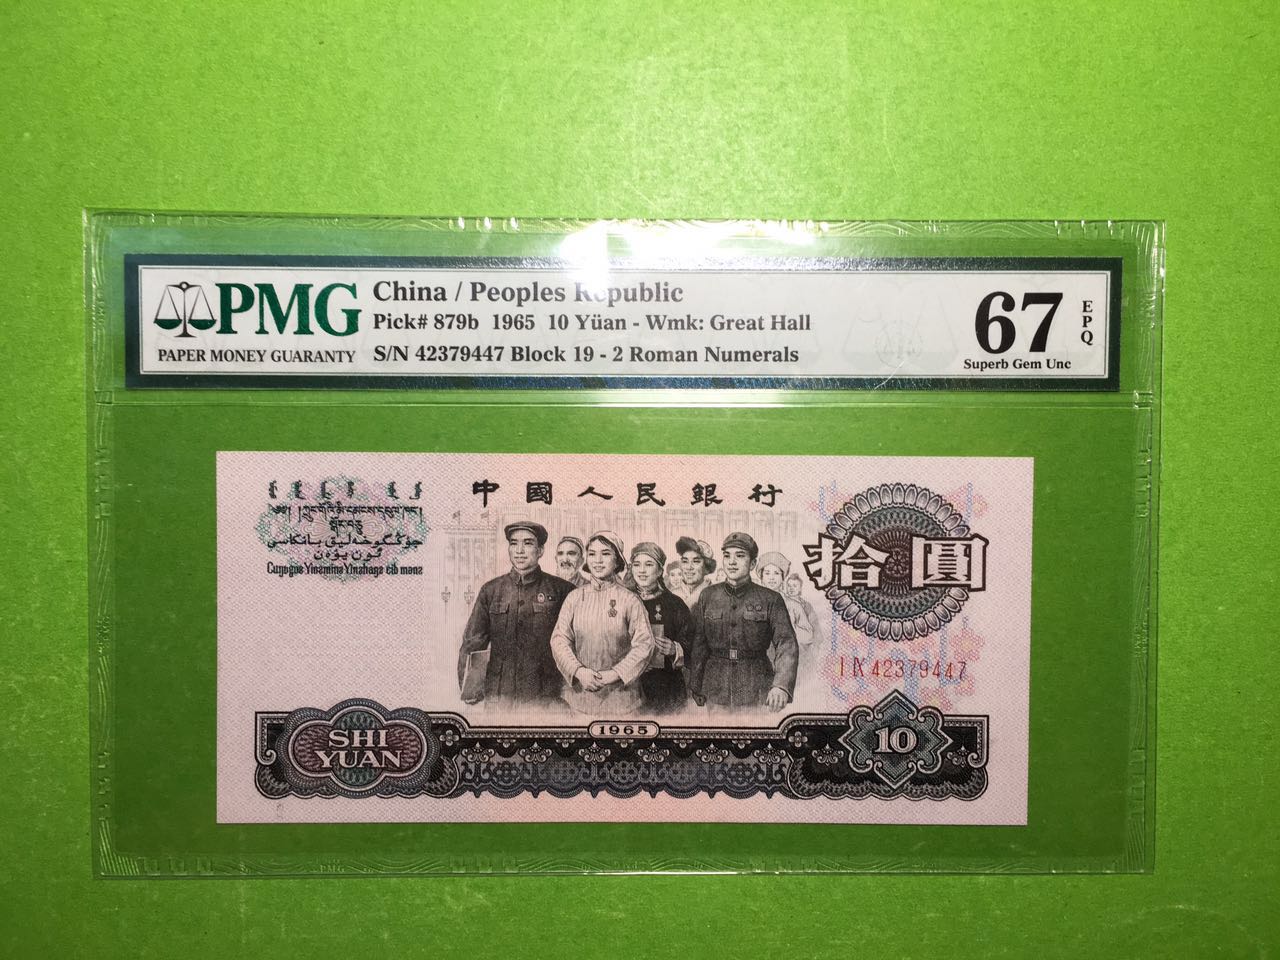 PMG
PAPER MONEY GUARANTY
China / Peoples Republic
Pick# 879b 1965 10 Yüan - Wmk: Great Hall
S/N 42379447 Block 19 - 2 Roman Numerals
67
EPQ
Superb Gem Unc
中國人民銀行
拾圓
I IX 42379447
1965
SHI
YUAN
10
PMG